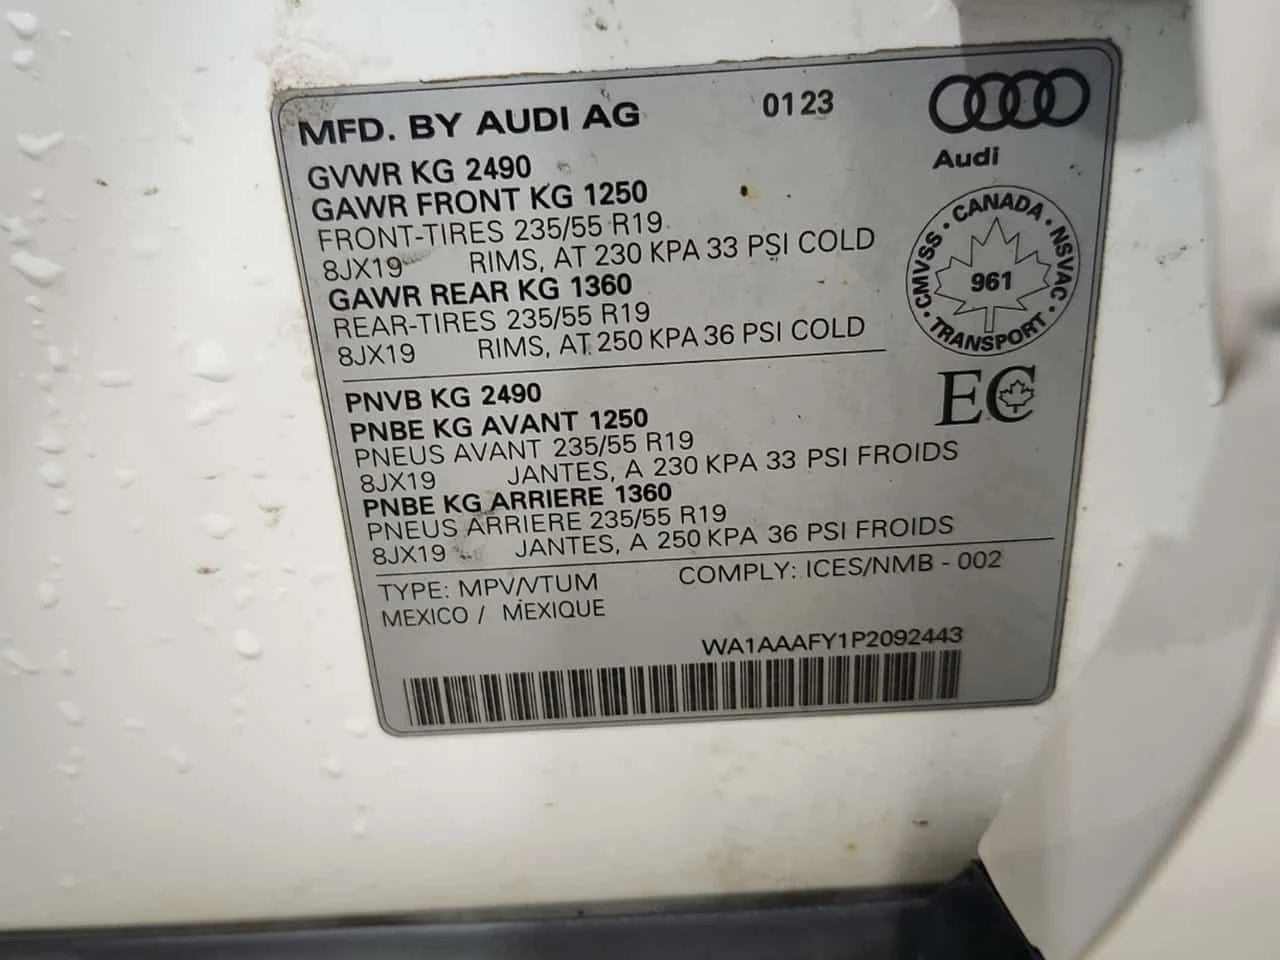 MFD. BY AUDI AG 0123
Audi
GVWR KG 2490
GAWR FRONT KG 1250
FRONT-TIRES 235/55 R19
8JX19 RIMS, AT 230 KPA 33 PSI COLD
GAWR REAR KG 1360
REAR-TIRES 235/55 R19
8JX19 RIMS, AT 250 KPA 36 PSI COLD
CMVSS · CANADA · NSVAC · TRANSPORT ·
961
EC
PNVB KG 2490
PNBE KG AVANT 1250
PNEUS AVANT 235/55 R19
8JX19 JANTES, A 230 KPA 33 PSI FROIDS
PNBE KG ARRIERE 1360
PNEUS ARRIERE 235/55 R19
8JX19 JANTES, A 250 KPA 36 PSI FROIDS
TYPE: MPV/VTUM COMPLY: ICES/NMB - 002
MEXICO / MEXIQUE
WA1AAAFY1P2092443